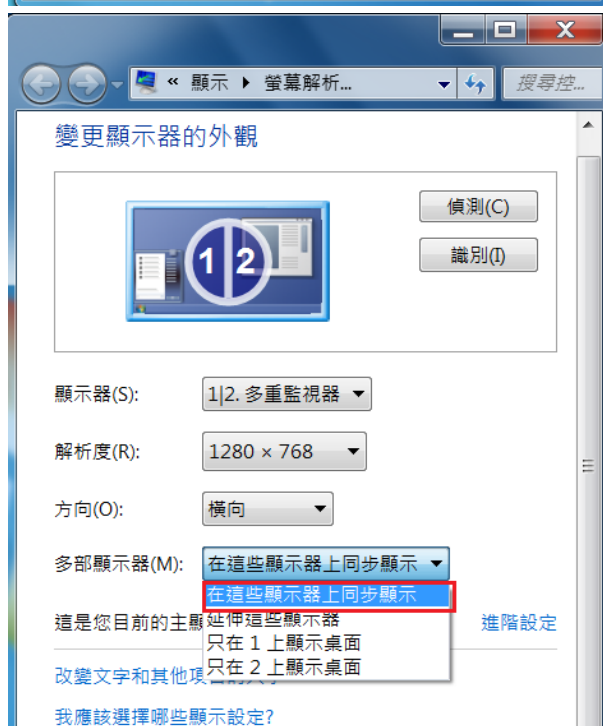 « 顯示 ▸ 螢幕解析... 搜尋控...
變更顯示器的外觀
偵測(C)
識別(I)
1 2
顯示器(S): 1|2. 多重監視器
解析度(R): 1280 × 768
方向(O): 橫向
多部顯示器(M): 在這些顯示器上同步顯示
在這些顯示器上同步顯示
這是您目前的主顯 延伸這些顯示器 進階設定
只在 1 上顯示桌面
改變文字和其他項 只在 2 上顯示桌面
我應該選擇哪些顯示設定?